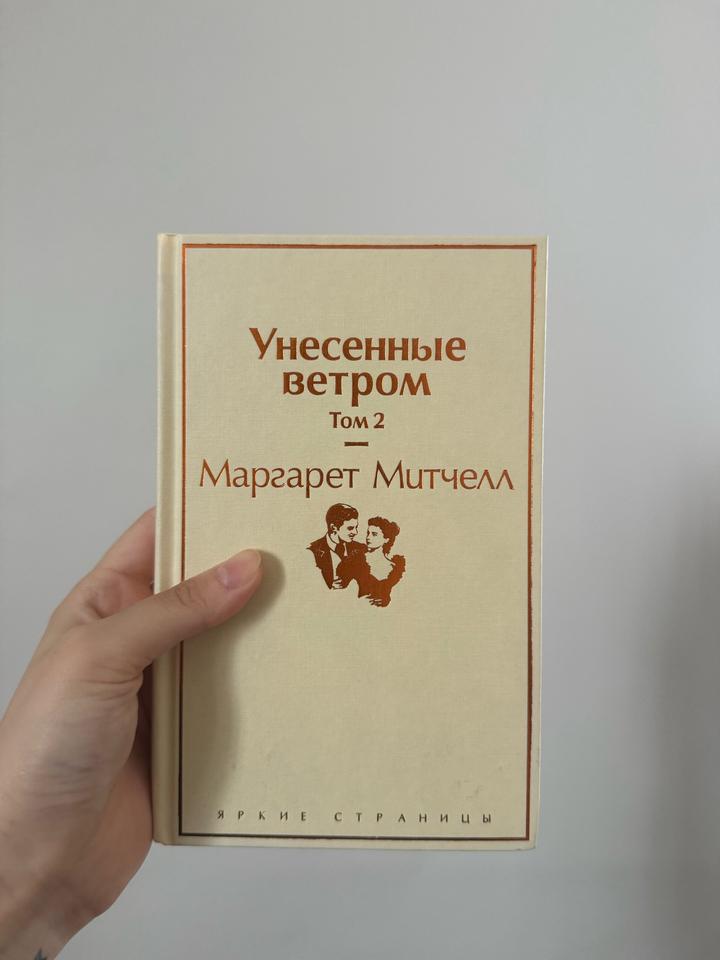 Унесенные
ветром
Том 2
Маргарет Митчелл
ЯРКИЕ СТРАНИЦЫ